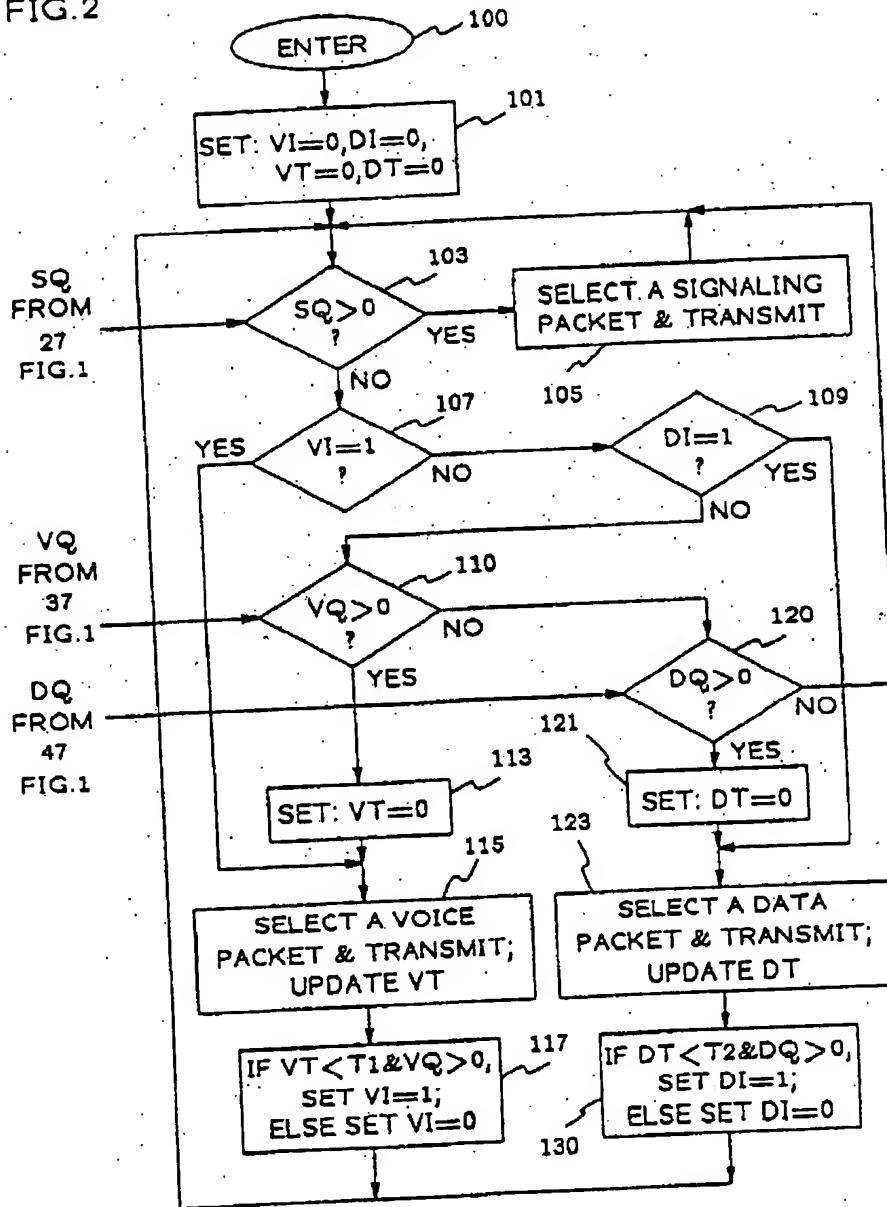 FIG.2
ENTER
100
101
SET: VI=0,DI=0,
VT=0,DT=0
SQ
FROM
27
FIG.1
103
SQ>0
?
YES
NO
SELECT A SIGNALING
PACKET & TRANSMIT
105
107
VI=1
?
YES
NO
109
DI=1
?
YES
NO
VQ
FROM
37
FIG.1
110
VQ>0
?
NO
YES
DQ
FROM
47
FIG.1
120
DQ>0
?
NO
YES
113
SET: VT=0
121
SET: DT=0
115
SELECT A VOICE
PACKET & TRANSMIT;
UPDATE VT
123
SELECT A DATA
PACKET & TRANSMIT;
UPDATE DT
IF VT<T1&VQ>0,
SET VI=1;
ELSE SET VI=0
117
IF DT<T2&DQ>0,
SET DI=1;
ELSE SET DI=0
130